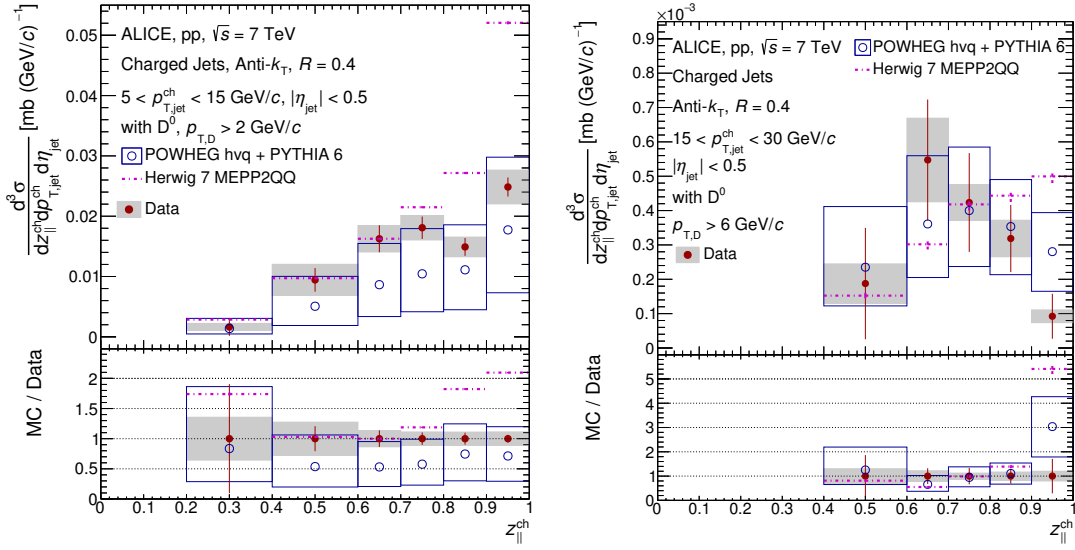 ALICE, pp, √s = 7 TeV
Charged Jets, Anti-k_T, R = 0.4
5 < p^ch_T,jet < 15 GeV/c, |η_jet| < 0.5
with D⁰, p_T,D > 2 GeV/c
POWHEG hvq + PYTHIA 6
Herwig 7 MEPP2QQ
Data
d³σ / dz^ch_|| dp^ch_T,jet dη_jet [mb (GeV/c)⁻¹]
0.05
0.04
0.03
0.02
0.01
0
MC / Data
2
1.5
1
0.5
0
0 0.1 0.2 0.3 0.4 0.5 0.6 0.7 0.8 0.9 1
z^ch_||
×10⁻³
ALICE, pp, √s = 7 TeV
Charged Jets
Anti-k_T, R = 0.4
15 < p^ch_T,jet < 30 GeV/c
|η_jet| < 0.5
with D⁰
p_T,D > 6 GeV/c
Data
POWHEG hvq + PYTHIA 6
Herwig 7 MEPP2QQ
d³σ / dz^ch_|| dp^ch_T,jet dη_jet [mb (GeV/c)⁻¹]
0.9
0.8
0.7
0.6
0.5
0.4
0.3
0.2
0.1
0
MC / Data
5
4
3
2
1
0
0 0.1 0.2 0.3 0.4 0.5 0.6 0.7 0.8 0.9 1
z^ch_||